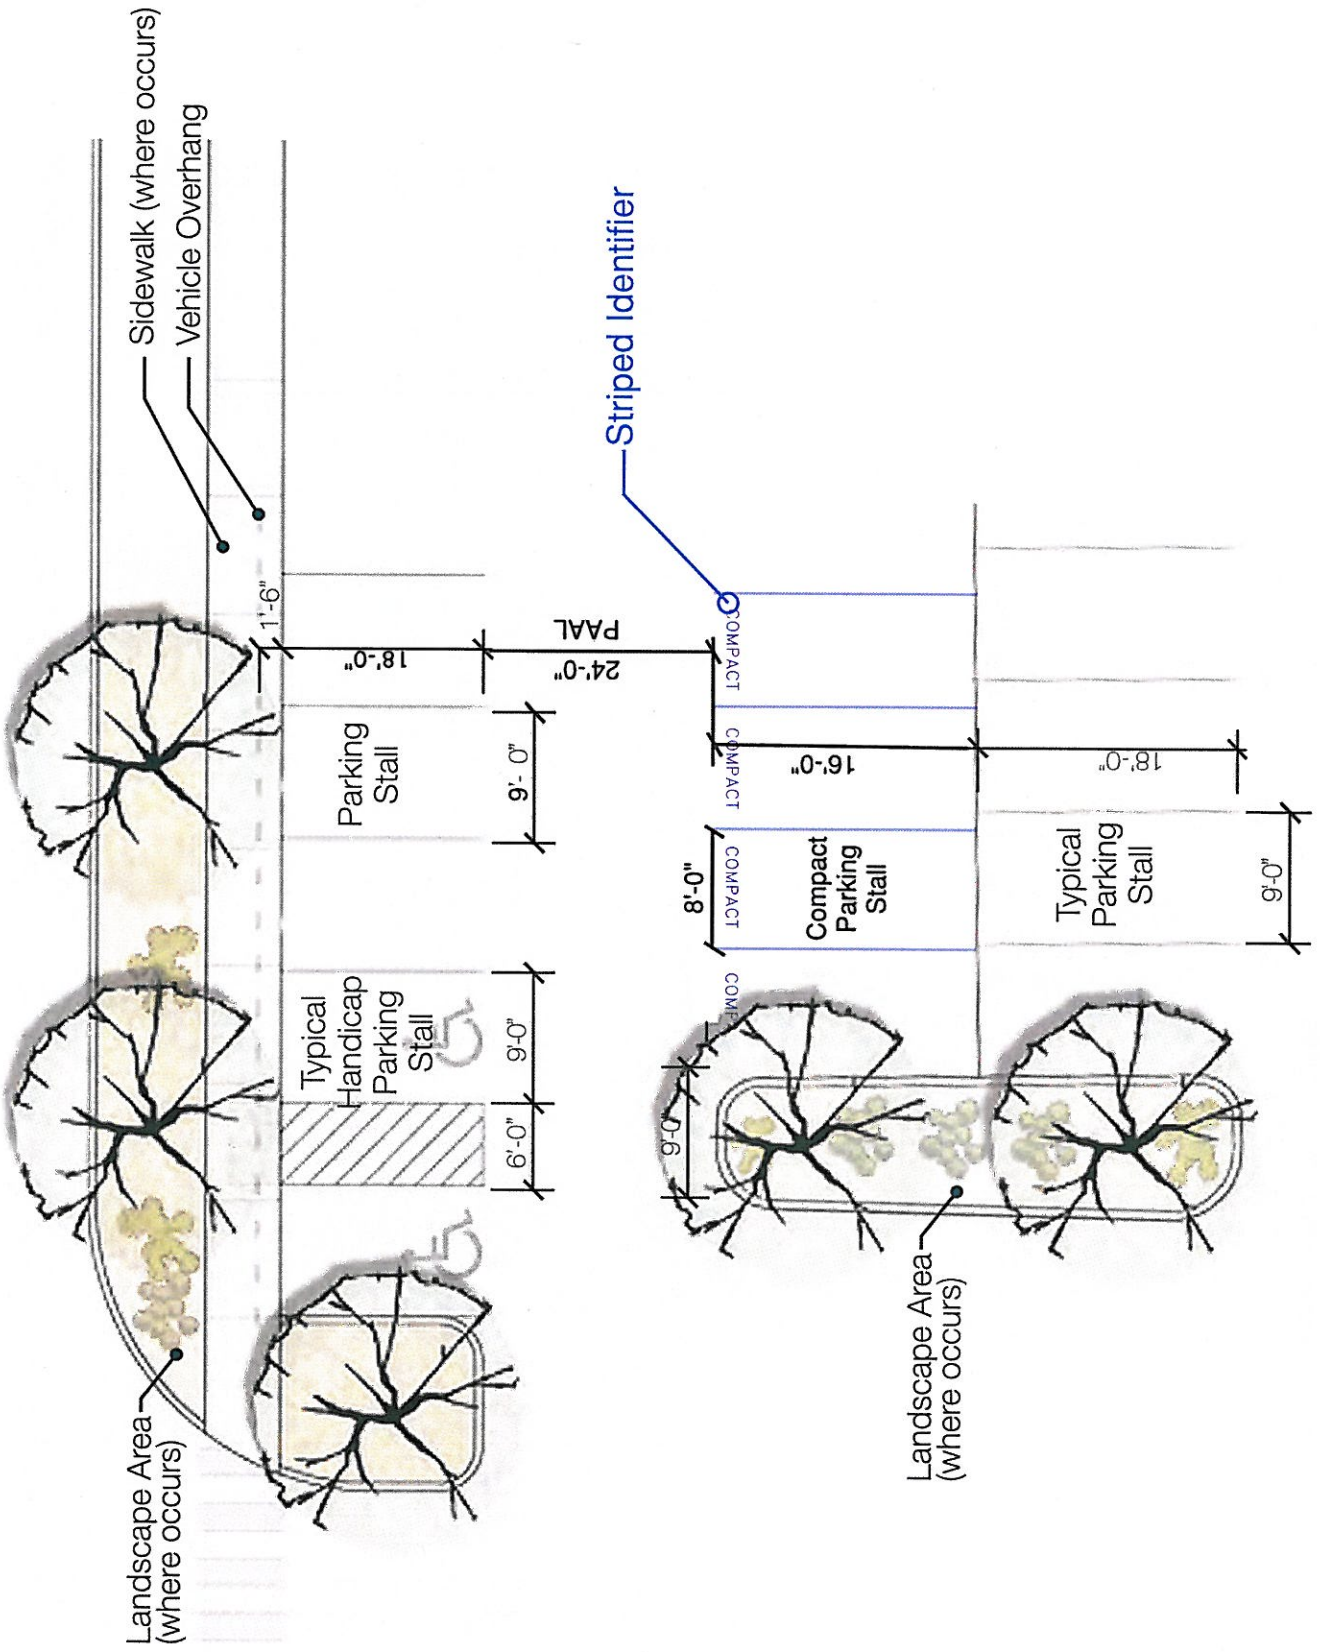 Sidewalk (where occurs)
Vehicle Overhang
1'-6"
18'-0"
24'-0"
PAAL
Parking
Stall
9'- 0"
Typical
Handicap
Parking
Stall
9'-0"
6'-0"
Landscape Area
(where occurs)
Striped Identifier
COMPACT
COMPACT
COMPACT
COMP
16'-0"
18'-0"
8'-0"
Compact
Parking
Stall
Typical
Parking
Stall
9'-0"
9'-0"
Landscape Area
(where occurs)